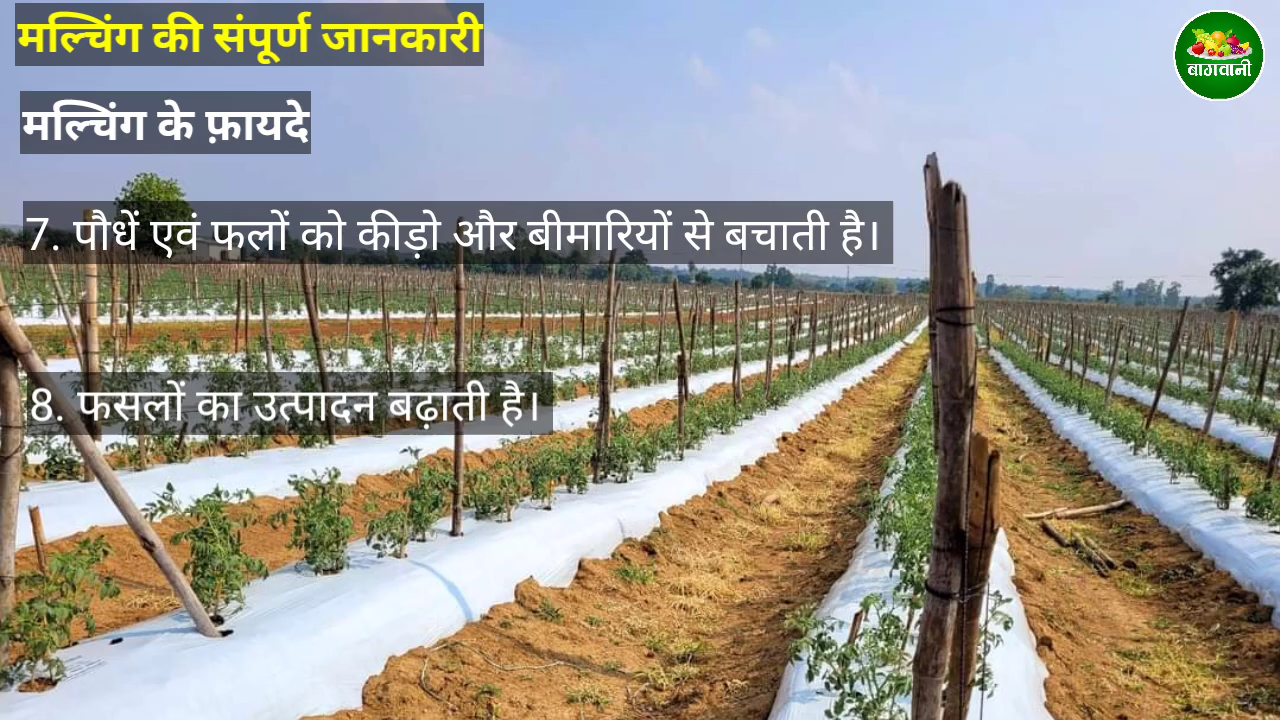 मल्चिंग की संपूर्ण जानकारी
बागवानी
मल्चिंग के फ़ायदे
7. पौधें एवं फलों को कीड़ो और बीमारियों से बचाती है।
8. फसलों का उत्पादन बढ़ाती है।